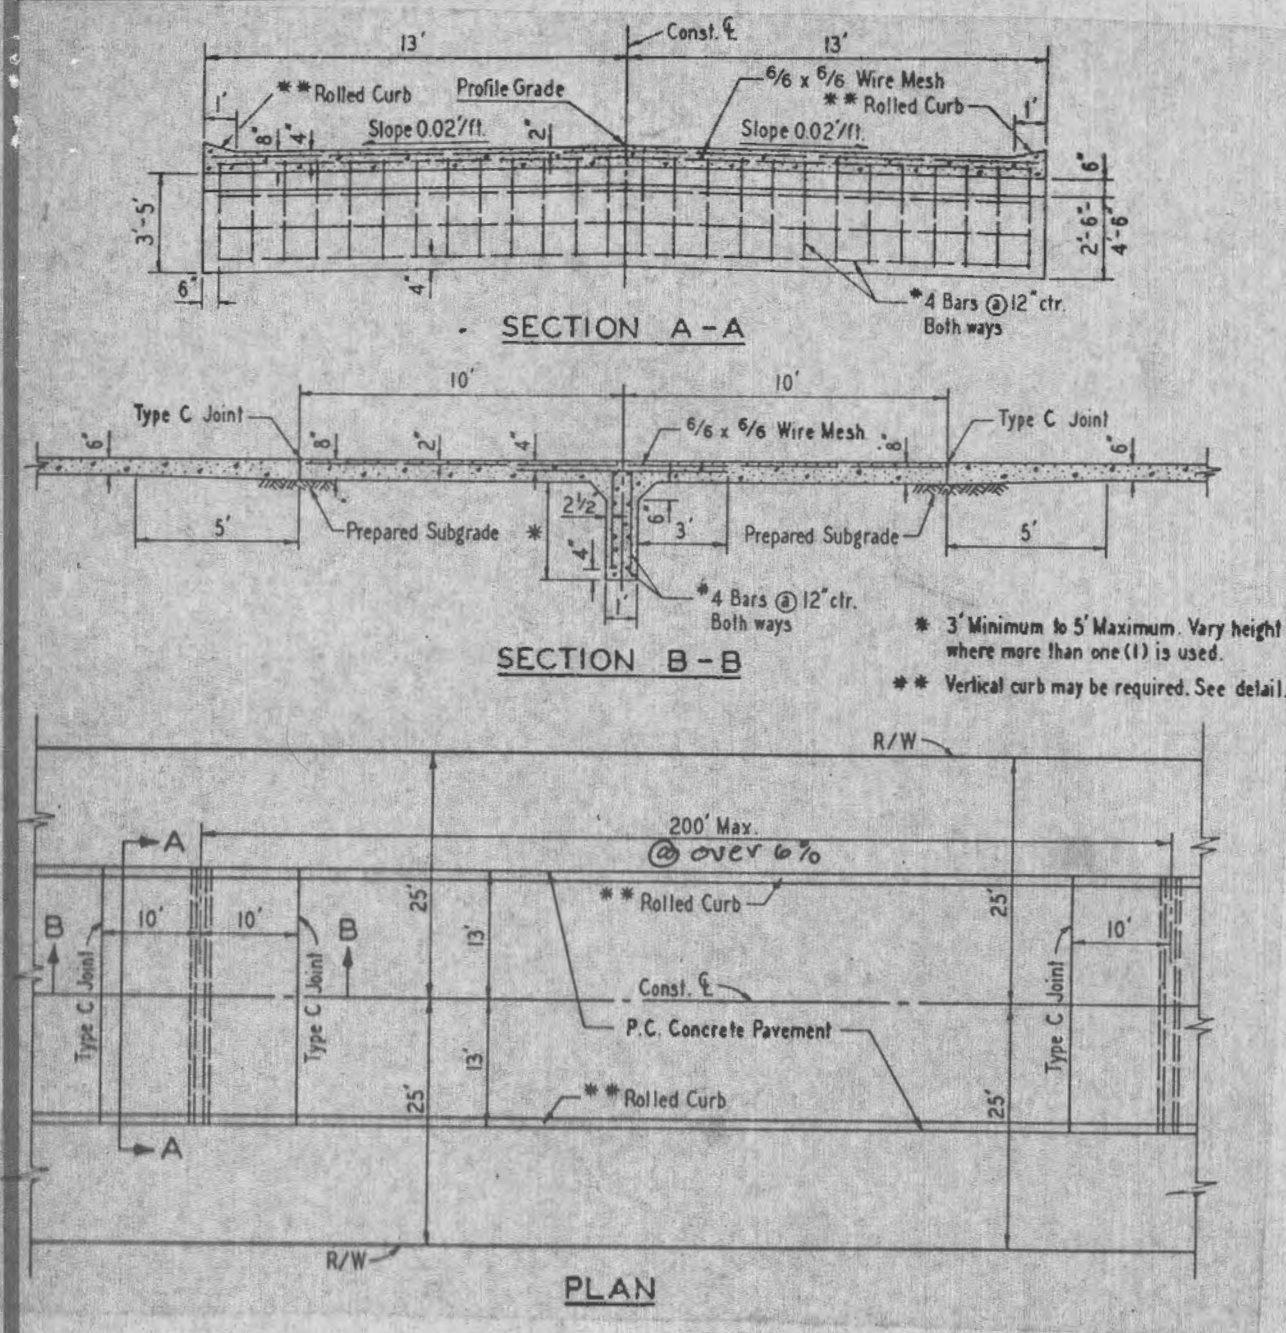 Const. ℄
13'
13'
6/6 x 6/6 Wire Mesh
** Rolled Curb
Profile Grade
** Rolled Curb
1'
1'
8"
4"
Slope 0.02'/ft.
2"
Slope 0.02'/ft.
6"
3'-5'
2'-6"-
4'-6"
6"
4"
*4 Bars @ 12" ctr.
Both ways
SECTION A-A
10'
10'
Type C Joint
6/6 x 6/6 Wire Mesh
Type C Joint
6"
8"
2"
4"
8"
6"
2½"
6"
5'
Prepared Subgrade
*
4"
3'
Prepared Subgrade
5'
1'
*4 Bars @ 12" ctr.
Both ways
* 3' Minimum to 5' Maximum. Vary height
where more than one (1) is used.
SECTION B-B
** Vertical curb may be required. See detail.
R/W
200' Max.
@ over 6%
A
25'
** Rolled Curb
25'
B
10'
10'
B
13'
10'
Type C Joint
Type C Joint
Const. ℄
Type C Joint
P.C. Concrete Pavement
13'
25'
** Rolled Curb
25'
A
R/W
PLAN